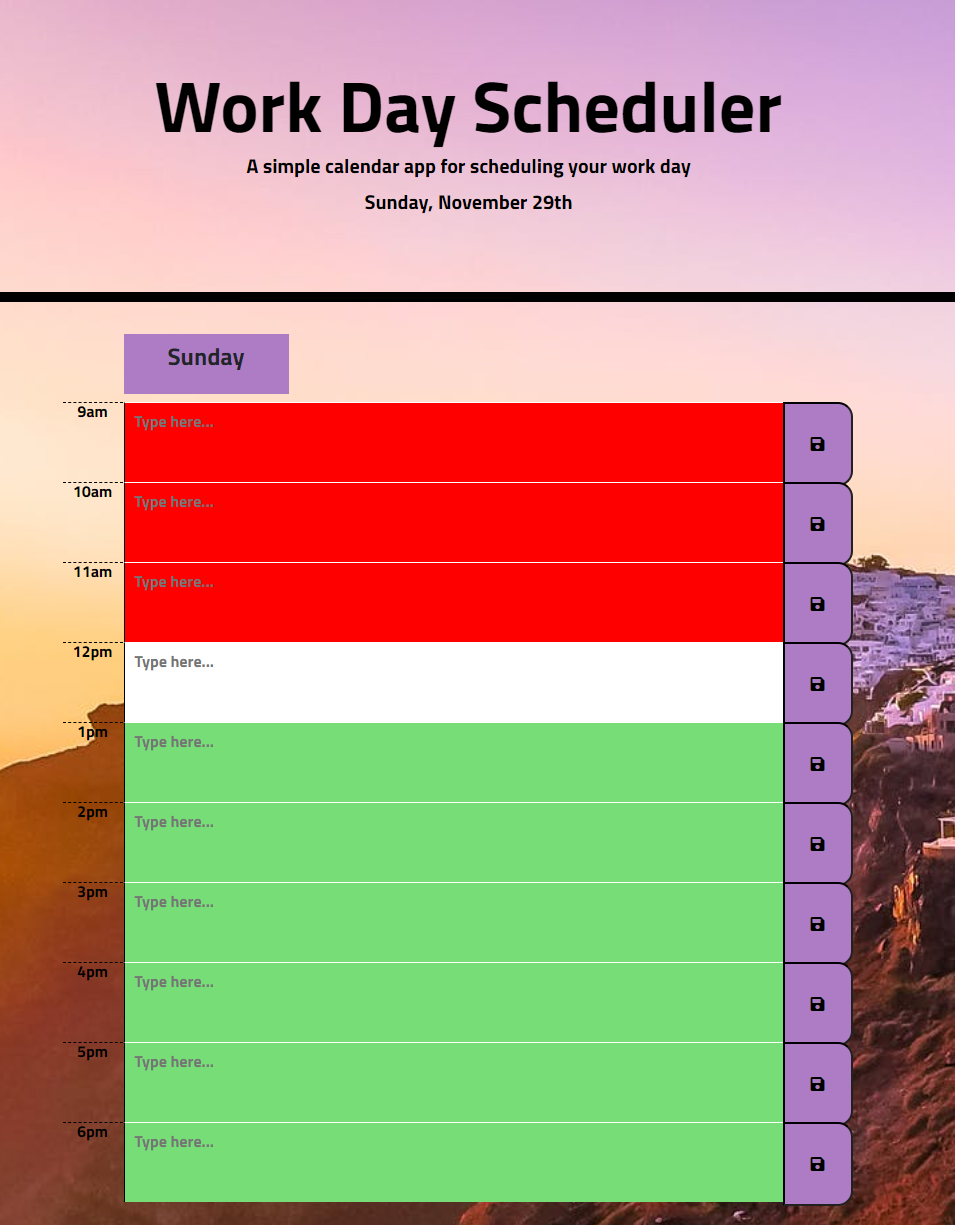 Work Day Scheduler
A simple calendar app for scheduling your work day
Sunday, November 29th
Sunday
9am
Type here...
10am
Type here...
11am
Type here...
12pm
Type here...
1pm
Type here...
2pm
Type here...
3pm
Type here...
4pm
Type here...
5pm
Type here...
6pm
Type here...